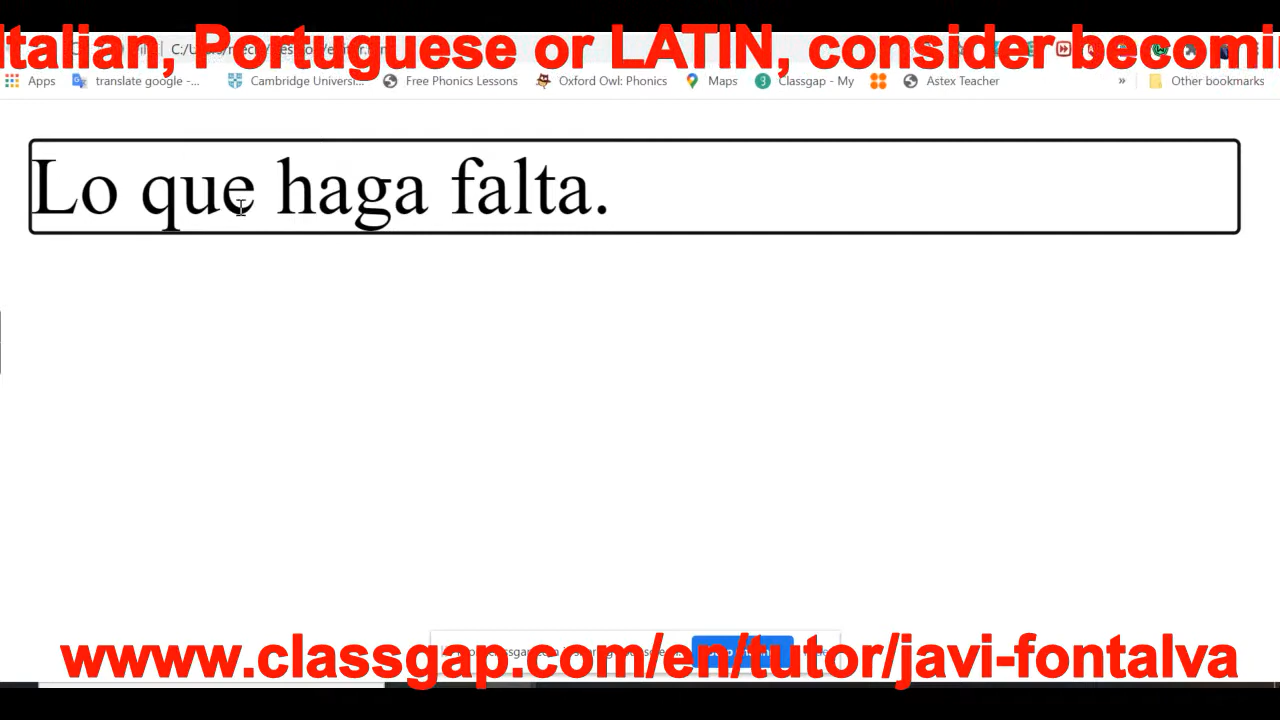 Italian, Portuguese or LATIN, consider becomi
Apps translate google -... Cambridge Universi... Free Phonics Lessons Oxford Owl: Phonics Maps Classgap - My Astex Teacher » Other bookmarks
Lo que haga falta.
www.classgap.com/en/tutor/javi-fontalva